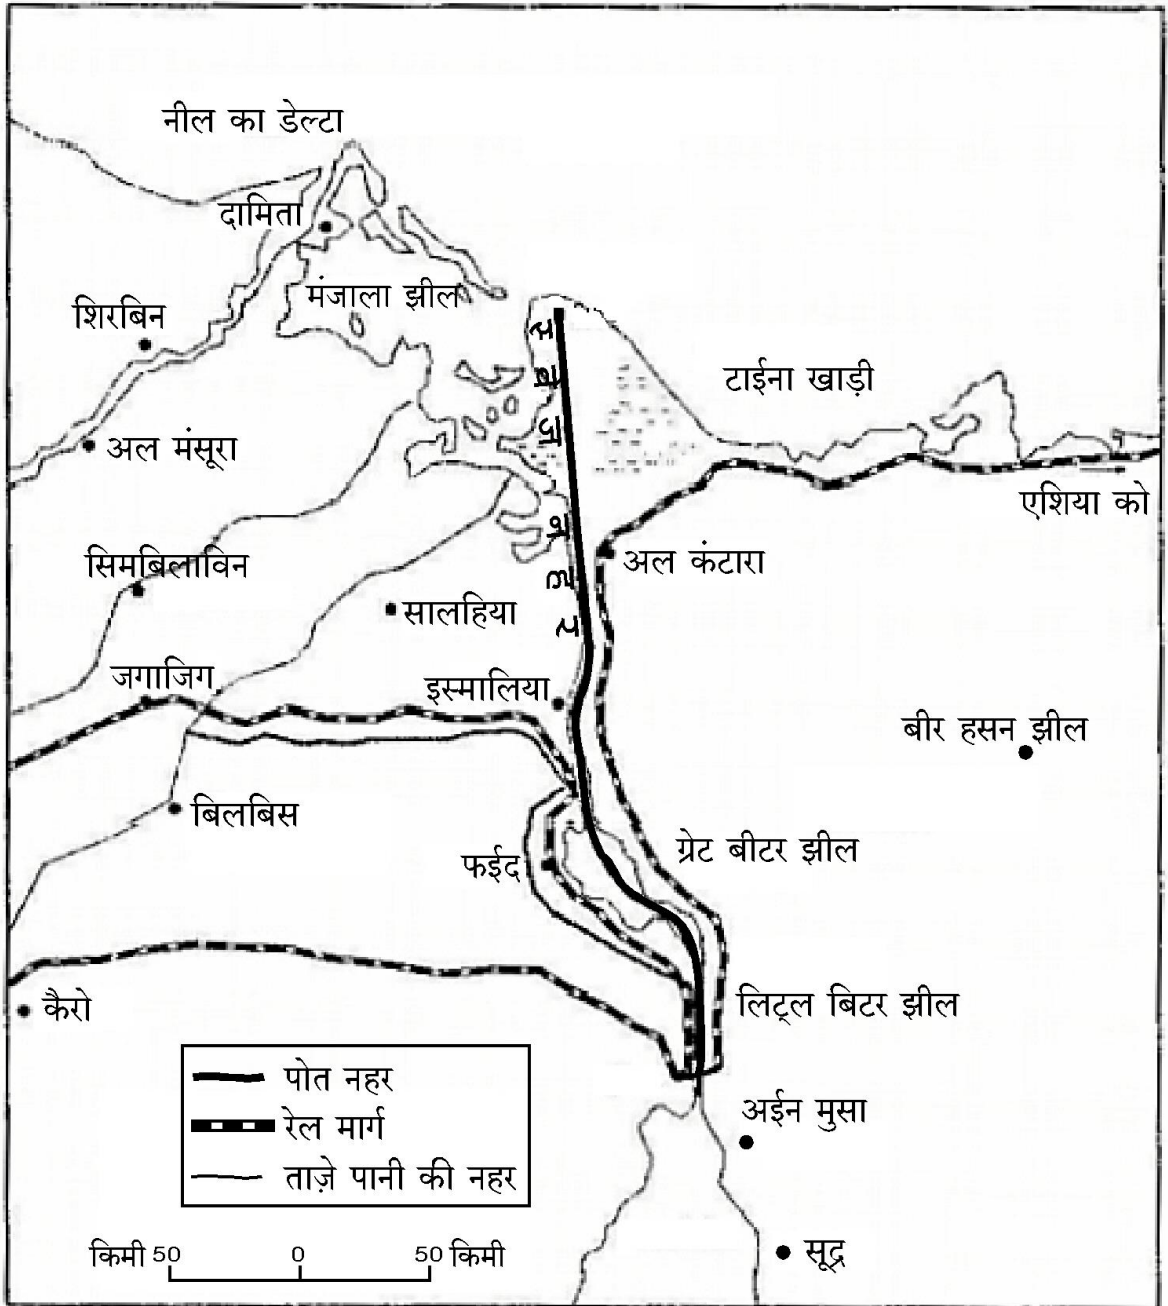 नील का डेल्टा
दामिता
मंजाला झील
शिरबिन
टाईना खाड़ी
अल मंसूरा
एशिया को
स्वेज नहर
सिमबिलाविन
अल कंटारा
सालहिया
जगाजिग
इस्मालिया
बीर हसन झील
बिलबिस
फईद
ग्रेट बीटर झील
कैरो
लिट्ल बिटर झील
पोत नहर
रेल मार्ग
ताज़े पानी की नहर
अईन मुसा
किमी 50 0 50 किमी
सूद्र